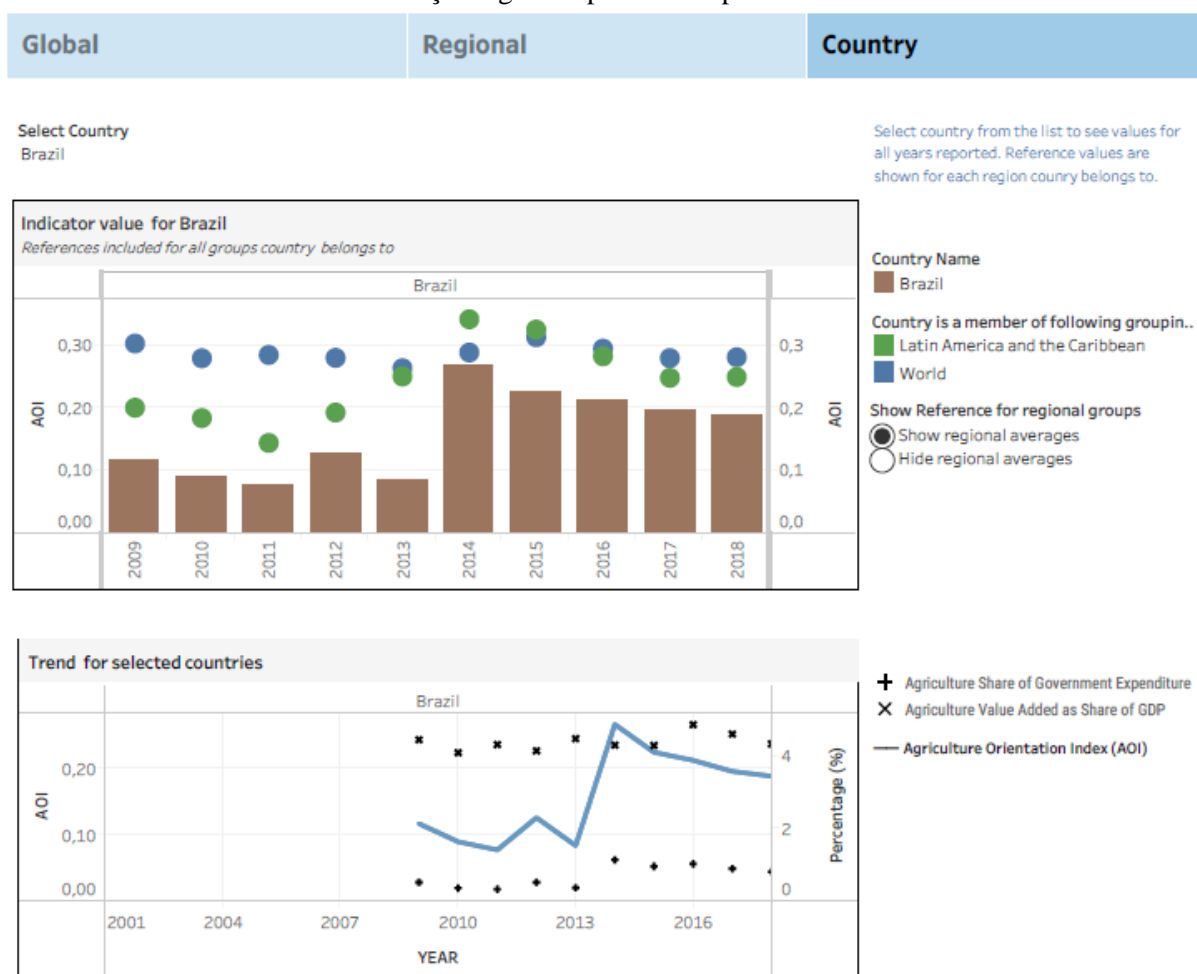 Global
Regional
Country
Select Country
Brazil
Select country from the list to see values for
all years reported. Reference values are
shown for each region counry belongs to.
Indicator value for Brazil
References included for all groups country belongs to
Brazil
AOI
0,30
0,20
0,10
0,00
0,3
0,2
0,1
0,0
AOI
2009
2010
2011
2012
2013
2014
2015
2016
2017
2018
Country Name
Brazil
Country is a member of following groupin..
Latin America and the Caribbean
World
Show Reference for regional groups
Show regional averages
Hide regional averages
Trend for selected countries
Brazil
AOI
0,20
0,10
0,00
4
2
0
Percentage (%)
2001
2004
2007
2010
2013
2016
YEAR
Agriculture Share of Government Expenditure
Agriculture Value Added as Share of GDP
Agriculture Orientation Index (AOI)